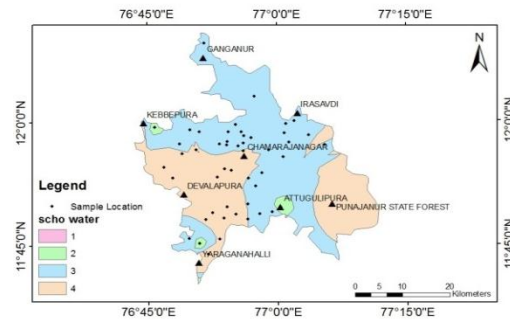 76°45'0"E 77°0'0"E 77°15'0"E
GANGANUR
N
IRASAVDI
KEBBEPURA
12°0'0"N 12°0'0"N
CHAMARAJANAGAR
Legend
Sample Location
DEVALAPURA
ATTUGULIPURA
scho water
PUNAJANUR STATE FOREST
1
2
3
4
11°45'0"N 11°45'0"N
YARAGANAHALLI
0 5 10 20
Kilometers
76°45'0"E 77°0'0"E 77°15'0"E